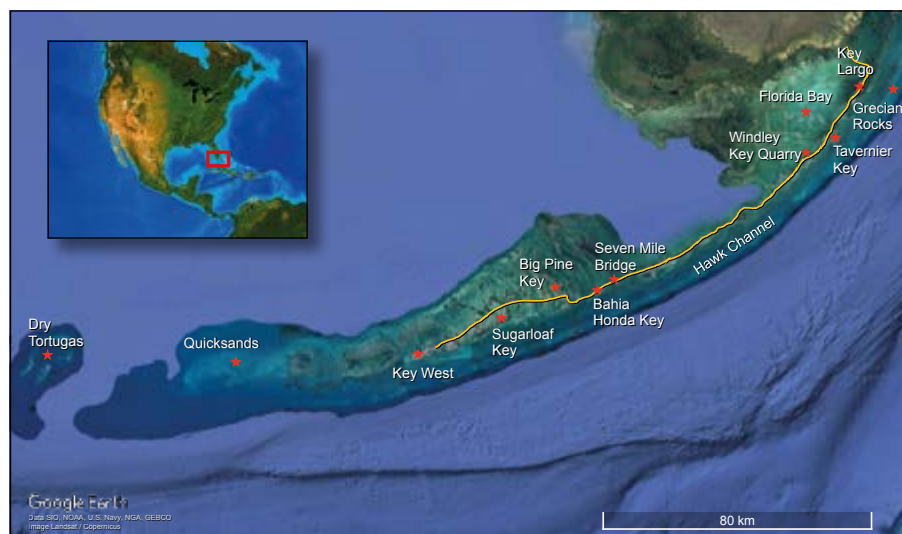 Key
Largo
Florida Bay
Grecian
Rocks
Windley
Key Quarry
Tavernier
Key
Hawk Channel
Seven Mile
Bridge
Big Pine
Key
Bahia
Honda Key
Sugarloaf
Key
Dry
Tortugas
Quicksands
Key West
Google Earth
Data SIO, NOAA, U.S. Navy, NGA, GEBCO
Image Landsat / Copernicus
80 km